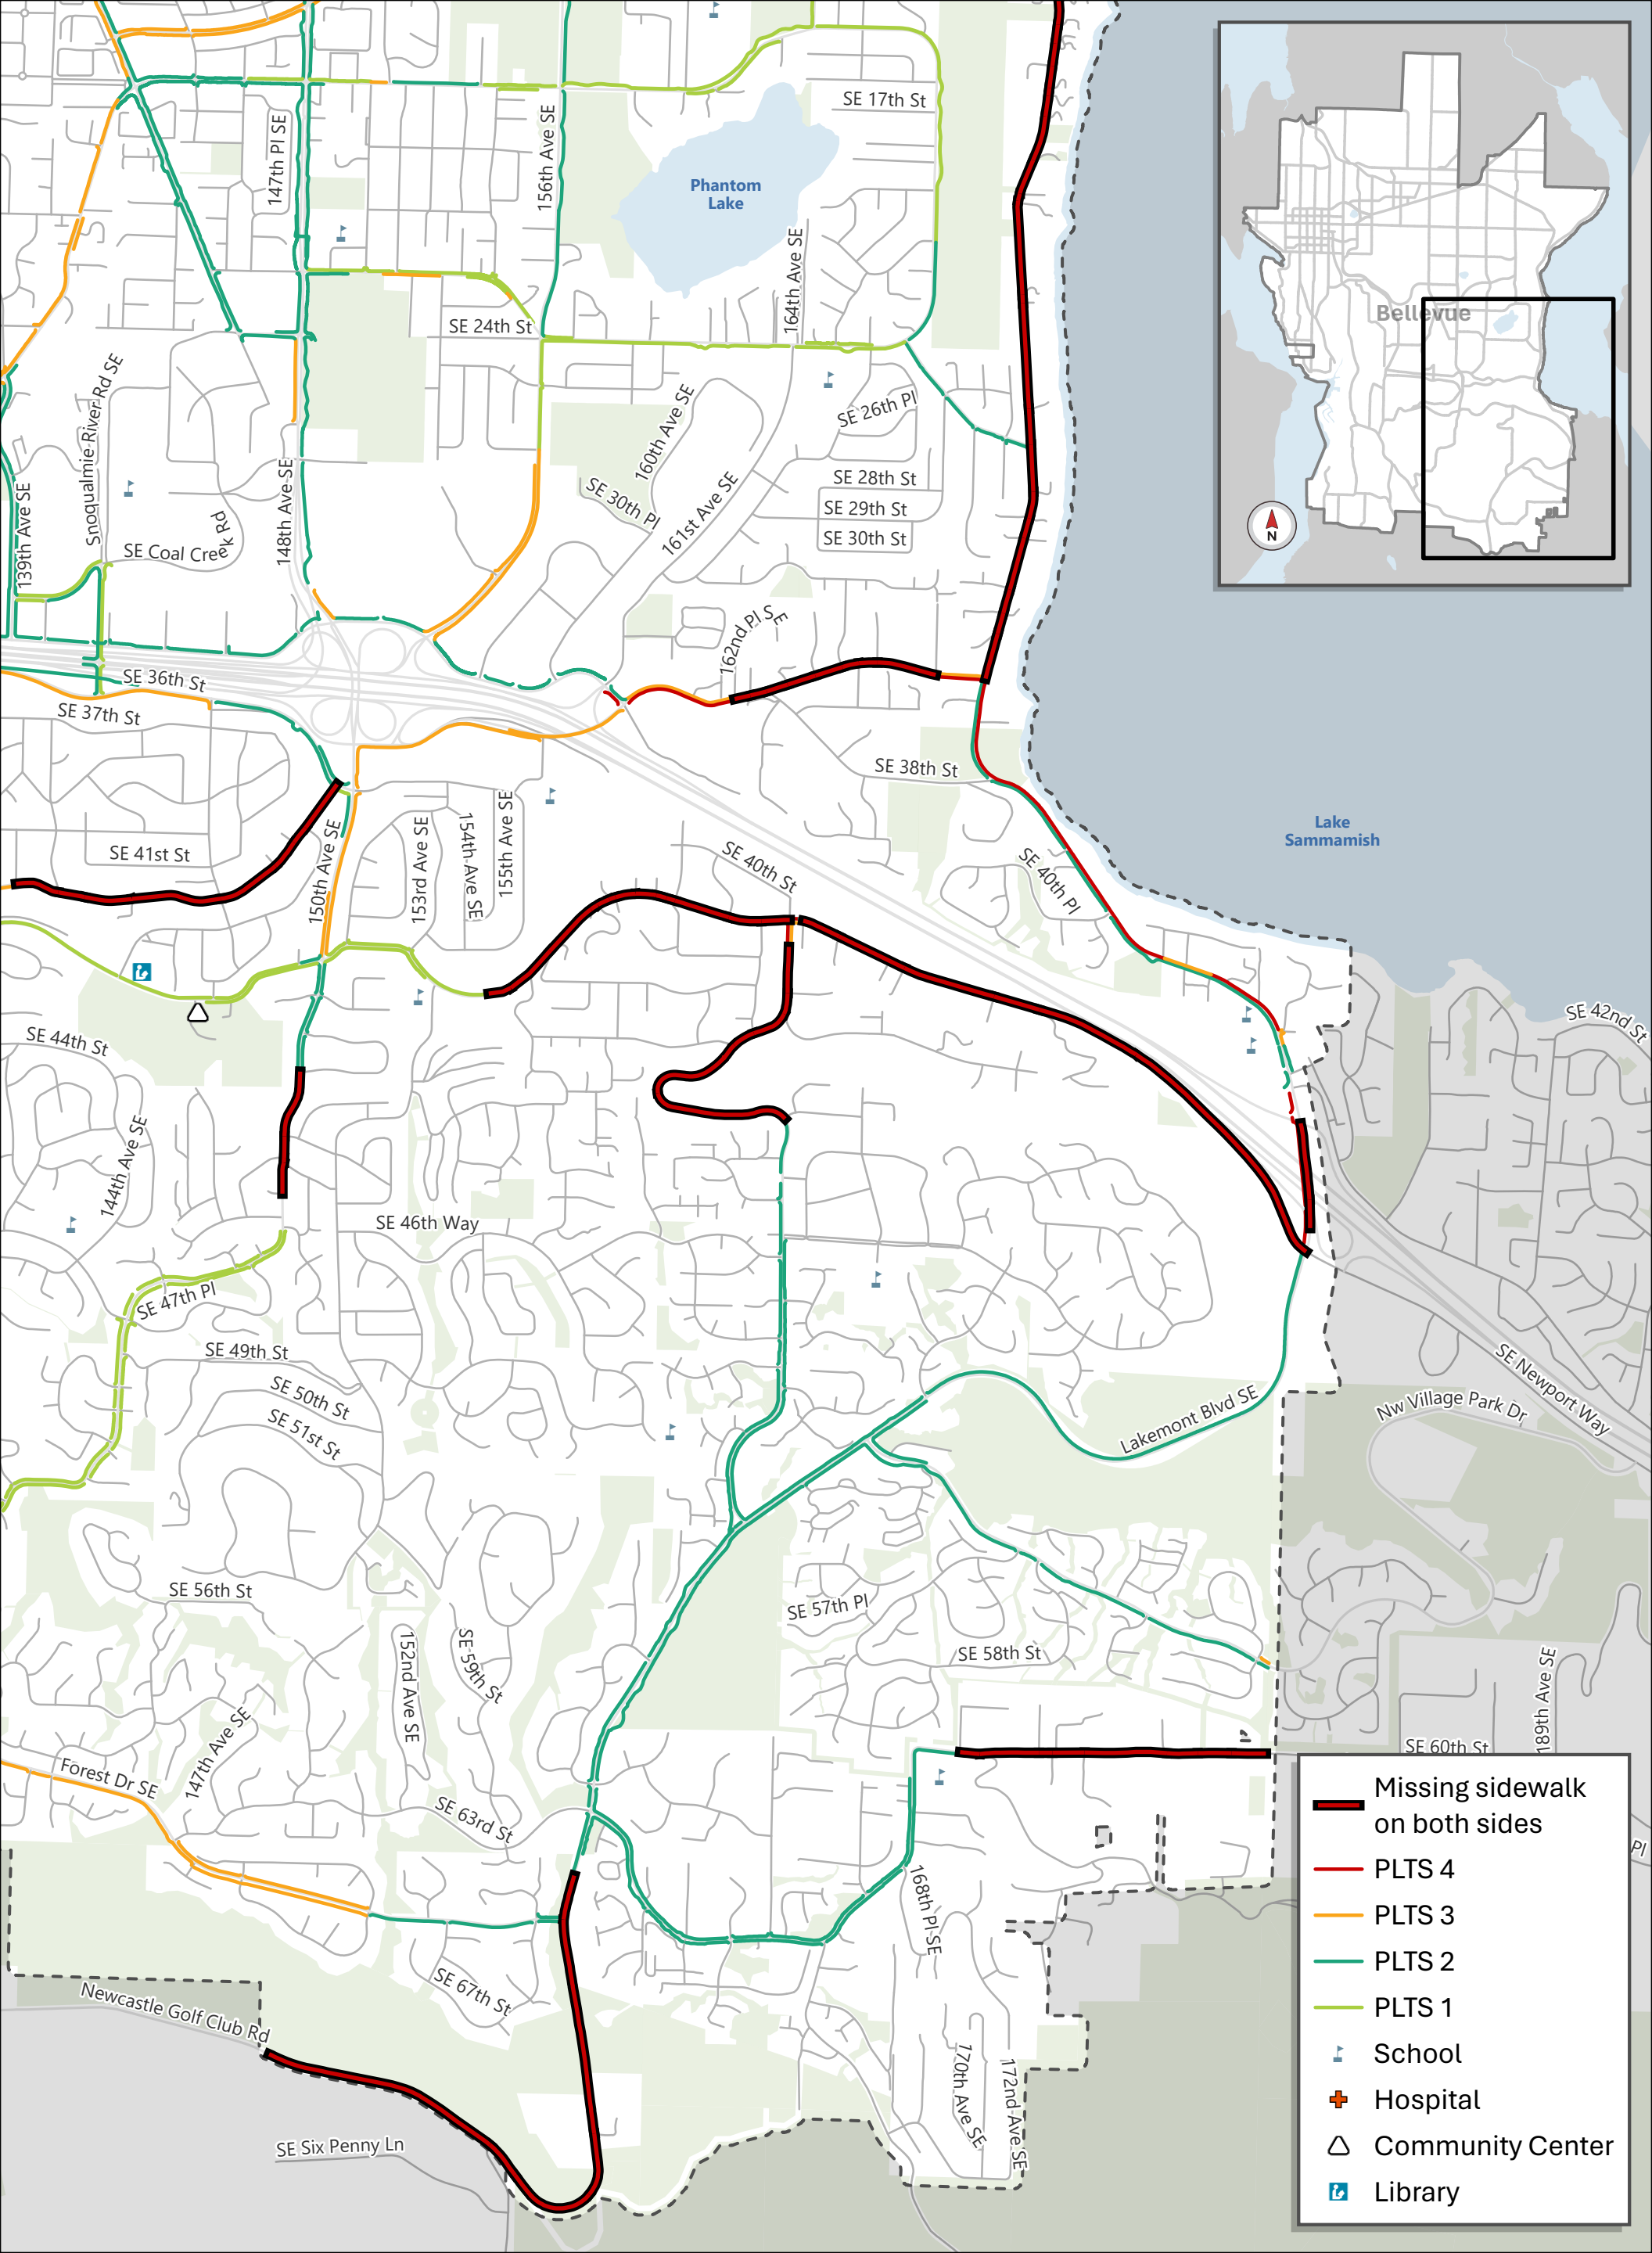 SE 17th St
147th Pl SE
156th Ave SE
Phantom
Lake
164th Ave SE
SE 24th St
Bellevue
N
Snoqualmie River Rd SE
160th Ave SE
SE 26th Pl
139th Ave SE
148th Ave SE
SE 28th St
SE 30th Pl
161st Ave SE
SE 29th St
SE 30th St
SE Coal Creek Rd
162nd Pl SE
SE 36th St
SE 37th St
SE 38th St
Lake
Sammamish
SE 41st St
150th Ave SE
153rd Ave SE
154th Ave SE
155th Ave SE
SE 40th St
SE 40th Pl
SE 42nd St
SE 44th St
144th Ave SE
SE 46th Way
SE 47th Pl
SE 49th St
SE 50th St
SE 51st St
SE Newport Way
Nw Village Park Dr
Lakemont Blvd SE
SE 56th St
SE 57th Pl
152nd Ave SE
SE 59th St
SE 58th St
189th Ave SE
147th Ave SE
SE 60th St
Forest Dr SE
SE 63rd St
Pl
168th Pl SE
SE 67th St
Newcastle Golf Club Rd
170th Ave SE
172nd Ave SE
SE Six Penny Ln
Missing sidewalk
on both sides
PLTS 4
PLTS 3
PLTS 2
PLTS 1
School
Hospital
Community Center
Library